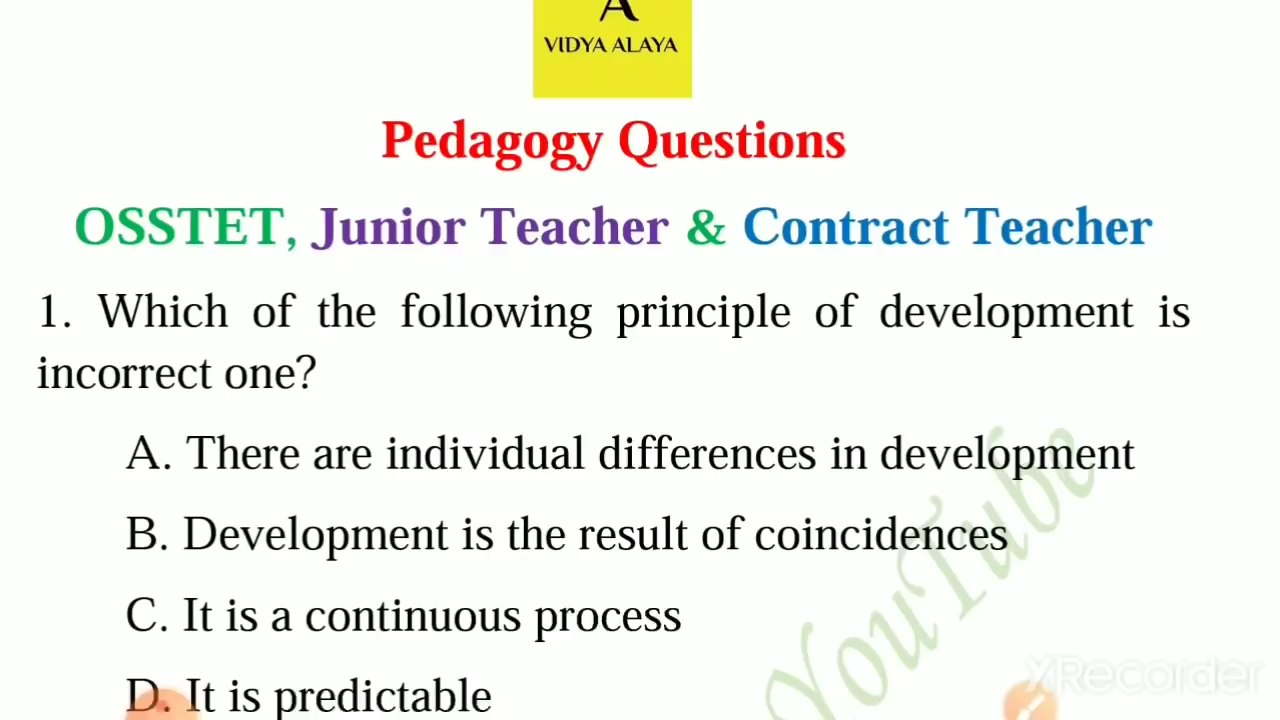 A
VIDYA ALAYA
Pedagogy Questions
OSSTET, Junior Teacher & Contract Teacher
1. Which of the following principle of development is
incorrect one?
A. There are individual differences in development
B. Development is the result of coincidences
C. It is a continuous process
D. It is predictable
YouTube
XRecorder